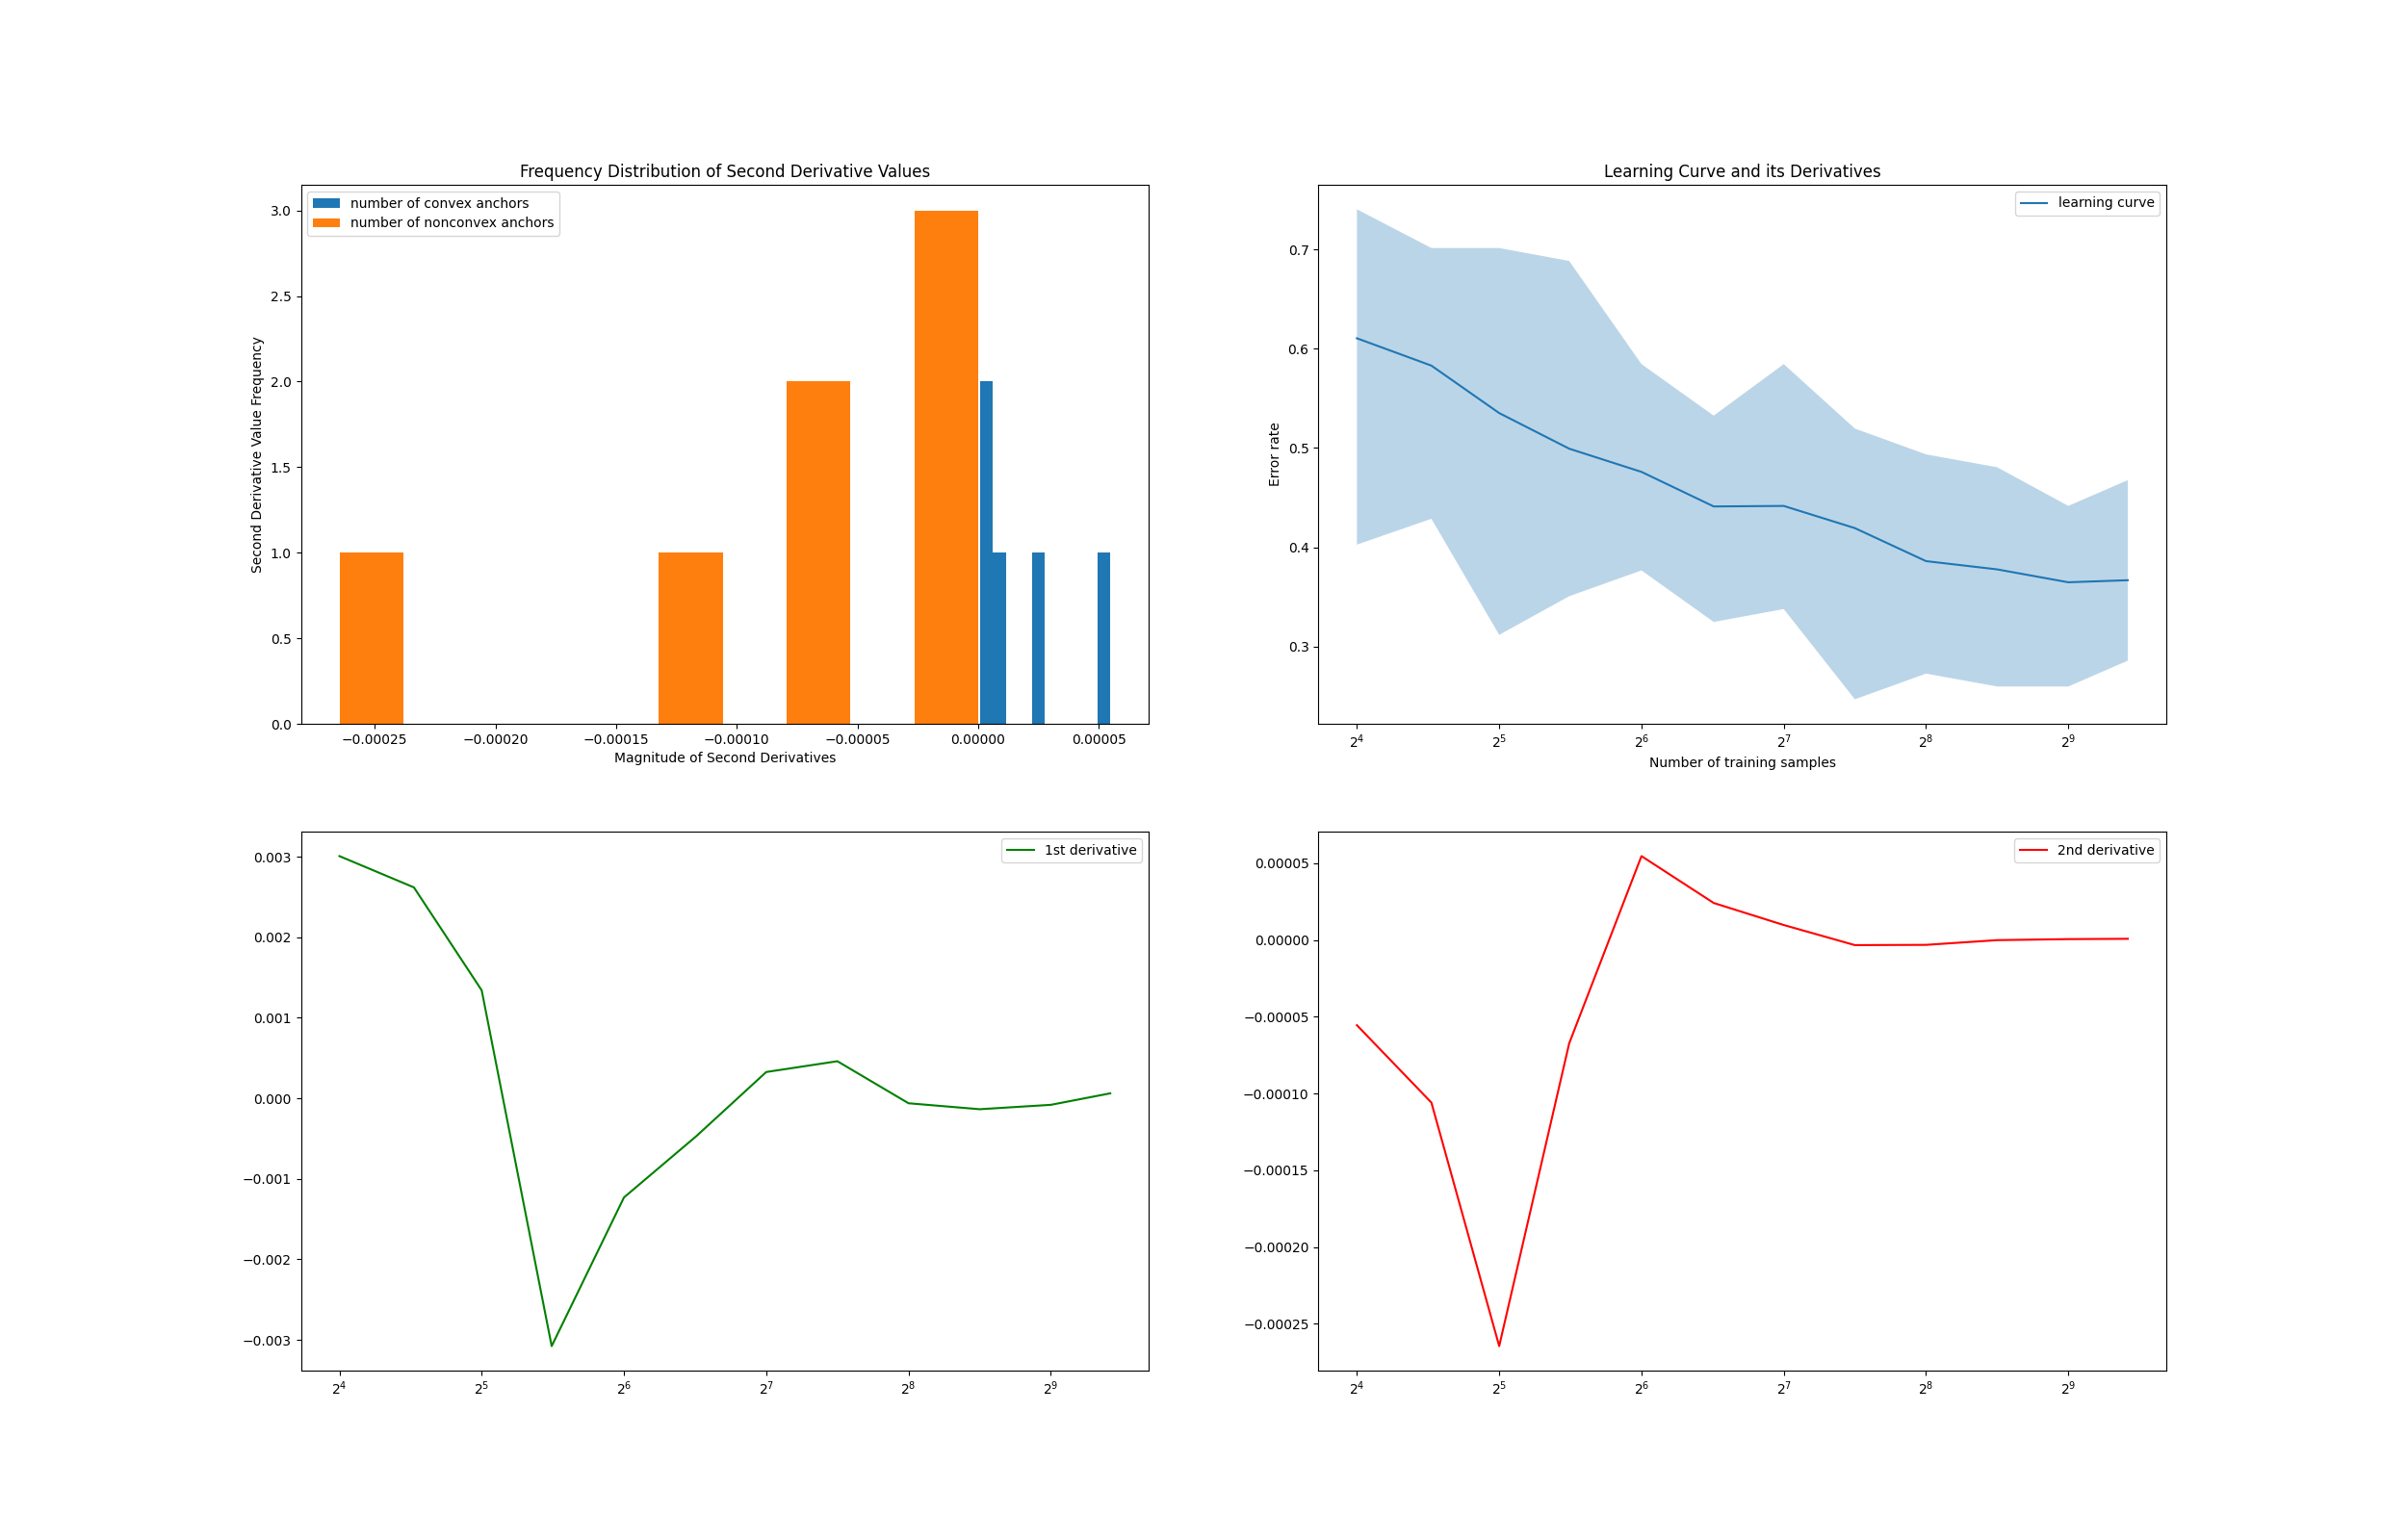 Frequency Distribution of Second Derivative Values
number of convex anchors
number of nonconvex anchors
Second Derivative Value Frequency
3.0
2.5
2.0
1.5
1.0
0.5
0.0
−0.00025 −0.00020 −0.00015 −0.00010 −0.00005 0.00000 0.00005
Magnitude of Second Derivatives
Learning Curve and its Derivatives
learning curve
Error rate
0.7
0.6
0.5
0.4
0.3
2⁴ 2⁵ 2⁶ 2⁷ 2⁸ 2⁹
Number of training samples
1st derivative
0.003
0.002
0.001
0.000
−0.001
−0.002
−0.003
2⁴ 2⁵ 2⁶ 2⁷ 2⁸ 2⁹
2nd derivative
0.00005
0.00000
−0.00005
−0.00010
−0.00015
−0.00020
−0.00025
2⁴ 2⁵ 2⁶ 2⁷ 2⁸ 2⁹